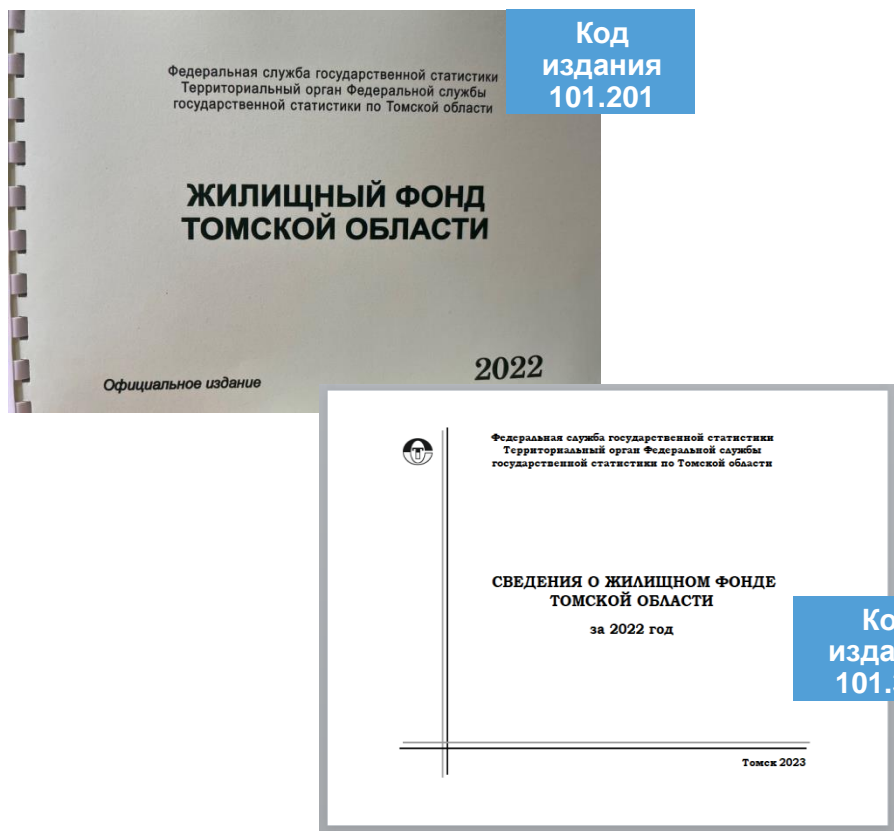 Код
издания
101.201
Федеральная служба государственной статистики
Территориальный орган Федеральной службы
государственной статистики по Томской области
ЖИЛИЩНЫЙ ФОНД
ТОМСКОЙ ОБЛАСТИ
Официальное издание
2022
Федеральная служба государственной статистики
Территориальный орган Федеральной службы
государственной статистики по Томской области
СВЕДЕНИЯ О ЖИЛИЩНОМ ФОНДЕ
ТОМСКОЙ ОБЛАСТИ
за 2022 год
Томск 2023